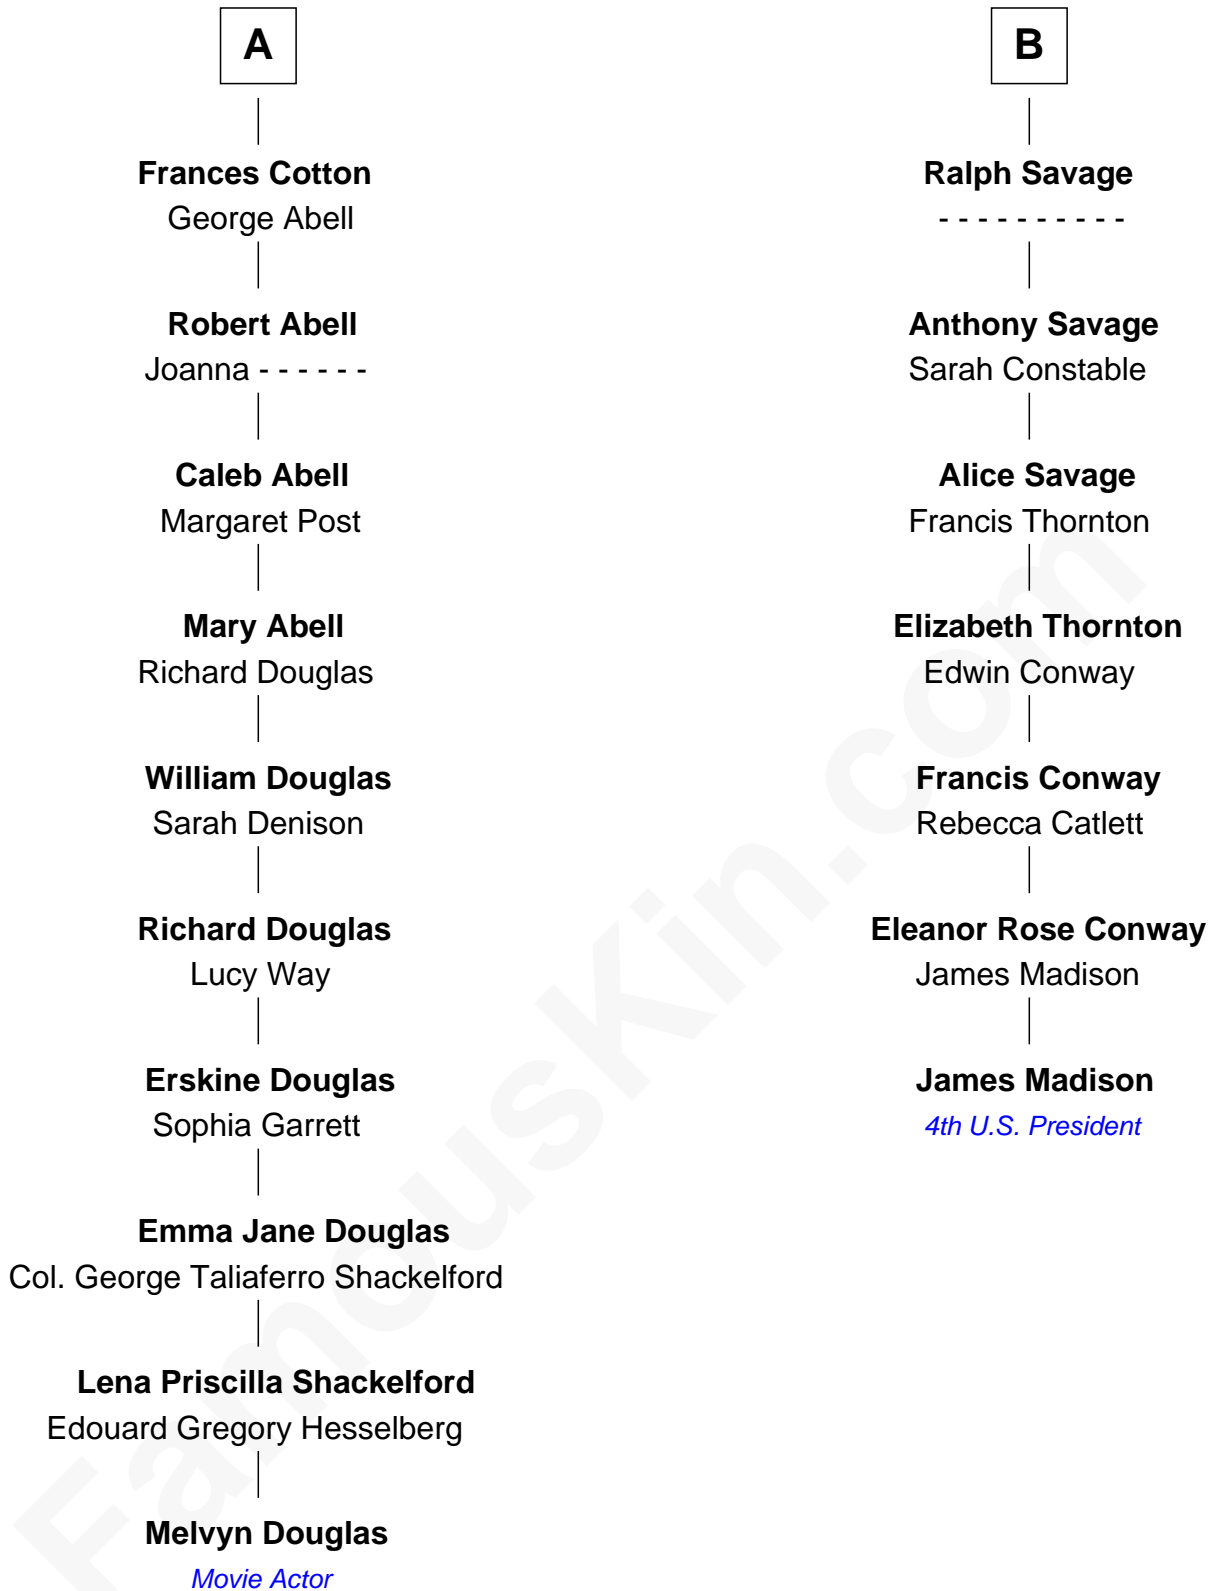 A
Frances Cotton
George Abell
Robert Abell
Joanna - - - - - -
Caleb Abell
Margaret Post
Mary Abell
Richard Douglas
William Douglas
Sarah Denison
Richard Douglas
Lucy Way
Erskine Douglas
Sophia Garrett
Emma Jane Douglas
Col. George Taliaferro Shackelford
Lena Priscilla Shackelford
Edouard Gregory Hesselberg
Melvyn Douglas
Movie Actor
B
Ralph Savage
- - - - - - - - - -
Anthony Savage
Sarah Constable
Alice Savage
Francis Thornton
Elizabeth Thornton
Edwin Conway
Francis Conway
Rebecca Catlett
Eleanor Rose Conway
James Madison
James Madison
4th U.S. President
FamousKin.com